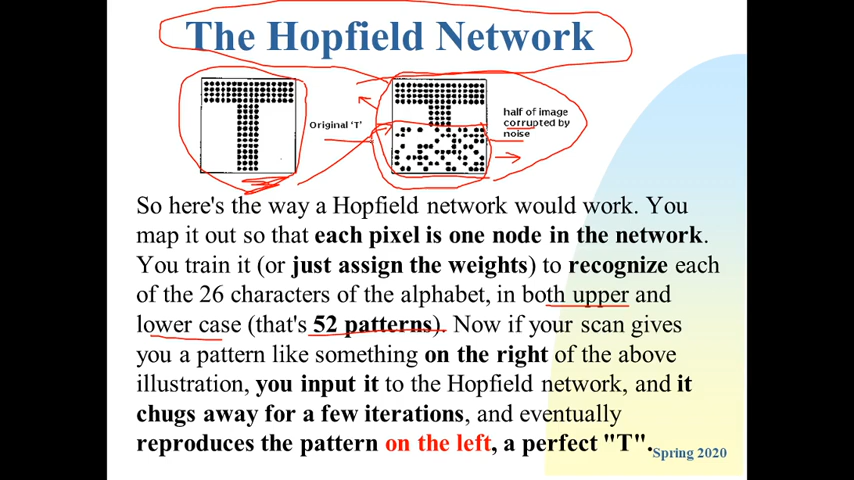 The Hopfield Network
Original 'T'
half of image
corrupted by
noise
So here's the way a Hopfield network would work. You
map it out so that each pixel is one node in the network.
You train it (or just assign the weights) to recognize each
of the 26 characters of the alphabet, in both upper and
lower case (that's 52 patterns). Now if your scan gives
you a pattern like something on the right of the above
illustration, you input it to the Hopfield network, and it
chugs away for a few iterations, and eventually
reproduces the pattern on the left, a perfect "T".
Spring 2020